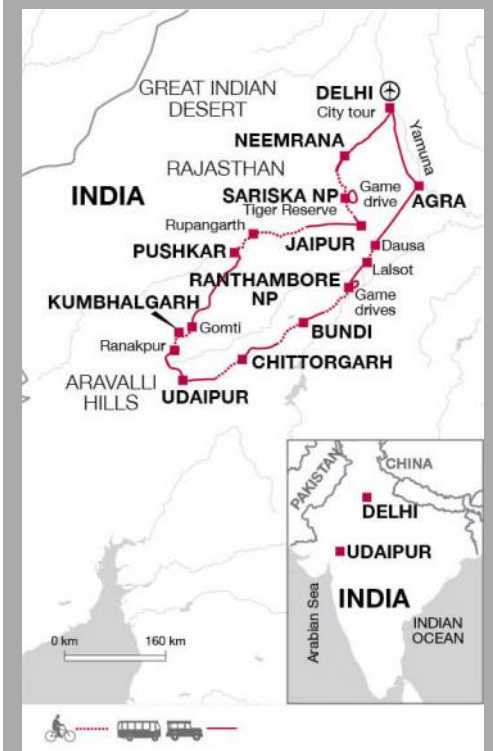 GREAT INDIAN
DESERT
DELHI
City tour
Yamuna
NEEMRANA
RAJASTHAN
INDIA
SARISKA NP
Tiger Reserve
Game
drive
AGRA
Rupangarth
JAIPUR
Dausa
PUSHKAR
Lalsot
RANTHAMBORE
NP
Game
drives
KUMBHALGARH
Gomti
BUNDI
Ranakpur
CHITTORGARH
ARAVALLI
HILLS
UDAIPUR
PAKISTAN
CHINA
DELHI
UDAIPUR
INDIA
Arabian Sea
INDIAN
OCEAN
0 km
160 km